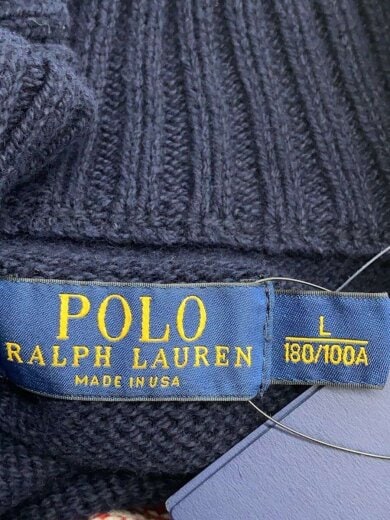 POLO
RALPH LAUREN
MADE IN USA
L
180/100A